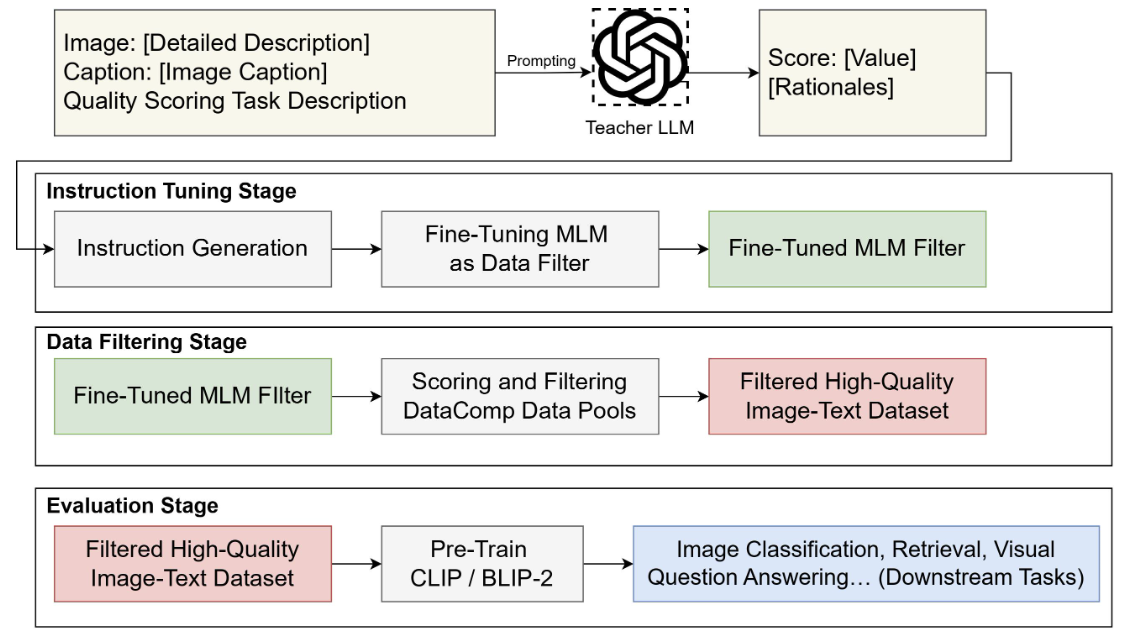 Image: [Detailed Description]
Caption: [Image Caption]
Quality Scoring Task Description
Prompting
Teacher LLM
Score: [Value]
[Rationales]
Instruction Tuning Stage
Instruction Generation
Fine-Tuning MLM
as Data Filter
Fine-Tuned MLM Filter
Data Filtering Stage
Fine-Tuned MLM FIlter
Scoring and Filtering
DataComp Data Pools
Filtered High-Quality
Image-Text Dataset
Evaluation Stage
Filtered High-Quality
Image-Text Dataset
Pre-Train
CLIP / BLIP-2
Image Classification, Retrieval, Visual
Question Answering... (Downstream Tasks)